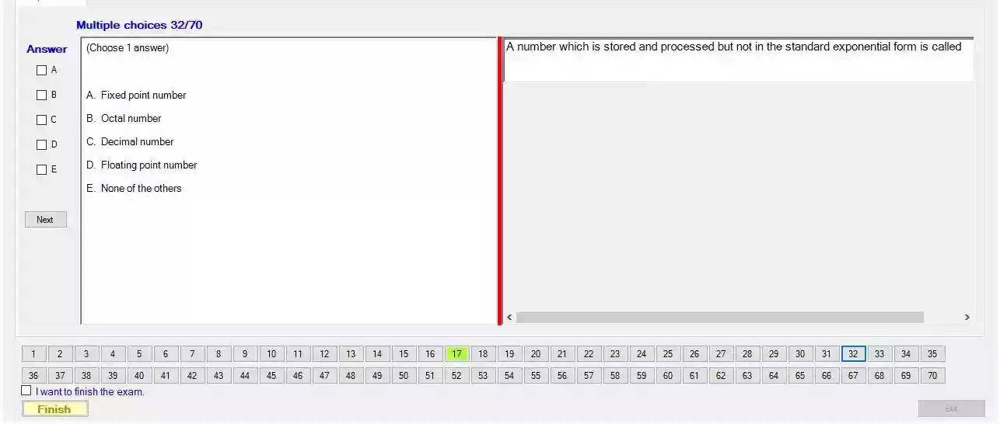 Multiple choices 32/70
Answer
(Choose 1 answer)
A number which is stored and processed but not in the standard exponential form is called
A
B
C
D
E
A. Fixed point number
B. Octal number
C. Decimal number
D. Floating point number
E. None of the others
Next
1 2 3 4 5 6 7 8 9 10 11 12 13 14 15 16 17 18 19 20 21 22 23 24 25 26 27 28 29 30 31 32 33 34 35
36 37 38 39 40 41 42 43 44 45 46 47 48 49 50 51 52 53 54 55 56 57 58 59 60 61 62 63 64 65 66 67 68 69 70
I want to finish the exam.
Finish
Exit